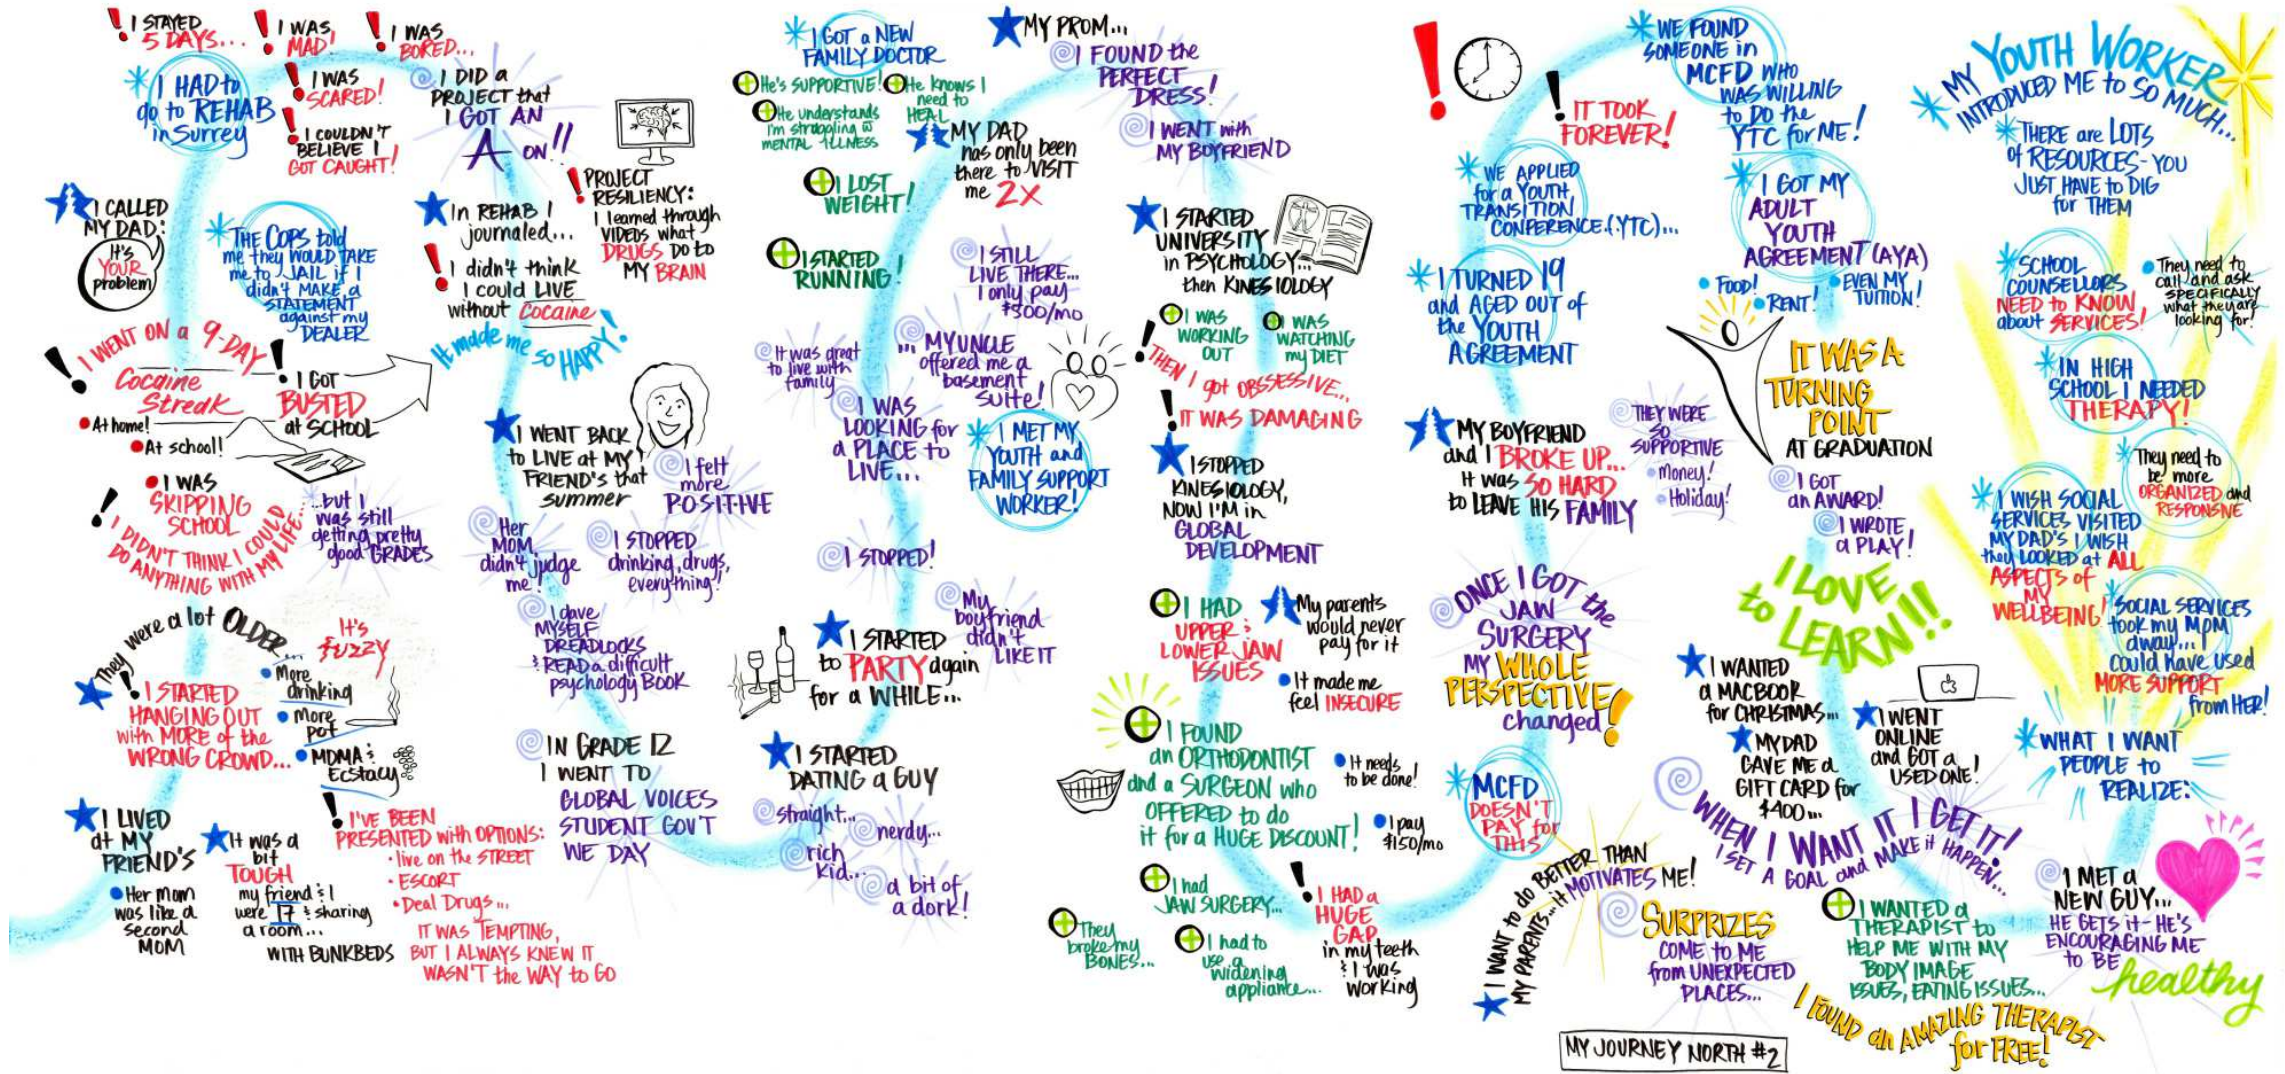 I STAYED
5 DAYS...
I WAS
MAD!
I WAS
BORED...
I HAD to
go to REHAB
in Surrey
I WAS
SCARED!
I COULDN'T
BELIEVE I
GOT CAUGHT!
I DID a
PROJECT that
I GOT AN
A ON!!
I CALLED
MY DAD:
It's
YOUR
problem
THE COPS told
me they WOULD TAKE
me to JAIL if I
didn't MAKE a
STATEMENT
against my
DEALER
In REHAB I
journaled...
I didn't think
I could LIVE
without Cocaine
It made me so HAPPY!
PROJECT
RESILIENCY:
I learned through
VIDEOS what
DRUGS DO to
MY BRAIN
I WENT ON a 9-DAY
Cocaine
Streak
At home!
At school!
I WAS
SKIPPING
SCHOOL
I GOT
BUSTED
at SCHOOL
I DIDN'T THINK I COULD
DO ANYTHING WITH MY LIFE...
...but I
was still
getting pretty
good GRADES
They were a lot OLDER...
It's
fuzzy
I STARTED
HANGING OUT
with MORE of the
WRONG CROWD...
More
drinking
More
pot
MDMA &
Ecstacy
I LIVED
at MY
FRIEND'S
Her mom
was like a
second
MOM
It was a
bit
TOUGH
my friend & I
were 17 & sharing
a room...
WITH BUNKBEDS
I'VE BEEN
PRESENTED with OPTIONS:
live on the STREET
ESCORT
Deal Drugs...
IT WAS TEMPTING,
BUT I ALWAYS KNEW IT
WASN'T the WAY to GO
I WENT BACK
to LIVE at MY
FRIEND'S that
summer
I felt
more
POSITIVE
Her
MOM
didn't judge
me!
I STOPPED
drinking, drugs,
everything!!
I gave
MYSELF
DREADLOCKS
& READ a difficult
psychology BOOK
IN GRADE 12
I WENT TO
GLOBAL VOICES
STUDENT GOV'T
WE DAY
I GOT a NEW
FAMILY DOCTOR
He's SUPPORTIVE!
He knows I
need to
HEAL
He understands
I'm struggling w
MENTAL ILLNESS
I LOST
WEIGHT!
I STARTED
RUNNING!
MY DAD
has only been
there to VISIT
me 2X
I STILL
LIVE THERE...
I only pay
$300/mo
...MY UNCLE
offered me a
basement
suite!
It was great
to live with
family
I WAS
LOOKING for
a PLACE to
LIVE...
I MET MY
YOUTH and
FAMILY SUPPORT
WORKER!
I STOPPED!
My
boyfriend
didn't
LIKE IT
I STARTED
to PARTY again
for a WHILE...
I STARTED
DATING a GUY
straight...
nerdy...
rich
kid...
a bit of
a dork!
MY PROM...
I FOUND the
PERFECT
DRESS!
I WENT with
MY BOYFRIEND
I STARTED
UNIVERSITY
in PSYCHOLOGY...
then KINESIOLOGY
I WAS
WORKING
OUT
I WAS
WATCHING
my DIET
THEN I got OBSSESSIVE...
IT WAS DAMAGING
I STOPPED
KINESIOLOGY,
NOW I'M in
GLOBAL
DEVELOPMENT
I HAD
UPPER &
LOWER JAW
ISSUES
My parents
would never
pay for it
It made me
feel INSECURE
I FOUND
an ORTHODONTIST
and a SURGEON who
OFFERED to do
it for a HUGE DISCOUNT!
It needs
to be done!
I pay
$150/mo
I had
JAW SURGERY...
They
broke my
BONES...
I had to
use a
widening
appliance...
I HAD a
HUGE
GAP
in my teeth
& I was
working
IT TOOK
FOREVER!
WE FOUND
SOMEONE in
MCFD WHO
WAS WILLING
to DO the
YTC for ME!
WE APPLIED
for a YOUTH
TRANSITION
CONFERENCE.(YTC)...
I TURNED 19
and AGED OUT of
the YOUTH
AGREEMENT
I GOT MY
ADULT
YOUTH
AGREEMENT (AYA)
FOOD!
RENT!
EVEN MY
TUITION!
IT WAS A
TURNING
POINT
AT GRADUATION
MY BOYFRIEND
and I BROKE UP...
It was SO HARD
to LEAVE HIS FAMILY
THEY WERE
SO
SUPPORTIVE
Money!
Holiday!
I GOT
an AWARD!
I WROTE
a PLAY!
ONCE I GOT the
JAW
SURGERY
MY WHOLE
PERSPECTIVE
changed!
I LOVE
to LEARN!!
I WANTED
a MACBOOK
for CHRISTMAS...
MY DAD
GAVE ME a
GIFT CARD for
$400...
I WENT
ONLINE
and GOT a
USED ONE!
MCFD
DOESN'T
PAY for
THIS
I WANT to do BETTER THAN
MY PARENTS... it MOTIVATES ME!
WHEN I WANT IT I GET IT!
I SET A GOAL and MAKE it HAPPEN...
SURPRIZES
COME to ME
from UNEXPECTED
PLACES...
I WANTED a
THERAPIST to
HELP ME WITH MY
BODY IMAGE
ISSUES, EATING ISSUES...
I FOUND an AMAZING THERAPIST
for FREE!
MY YOUTH WORKER
INTRODUCED ME to SO MUCH...
THERE are LOTS
of RESOURCES - YOU
JUST HAVE to DIG
for THEM
SCHOOL
COUNSELLORS
NEED to KNOW
about SERVICES!
They need to
call and ask
SPECIFICALLY
what they are
looking for!
IN HIGH
SCHOOL I NEEDED
THERAPY!
They need to
be more
ORGANIZED and
RESPONSIVE
I WISH SOCIAL
SERVICES VISITED
MY DAD'S I WISH
they LOOKED at ALL
ASPECTS of
MY
WELLBEING!
SOCIAL SERVICES
took my MOM
away... I
could have used
MORE SUPPORT
from HER!
WHAT I WANT
PEOPLE to
REALIZE:
I MET a
NEW GUY...
HE GETS it - HE'S
ENCOURAGING ME
to BE
healthy
MY JOURNEY NORTH #2